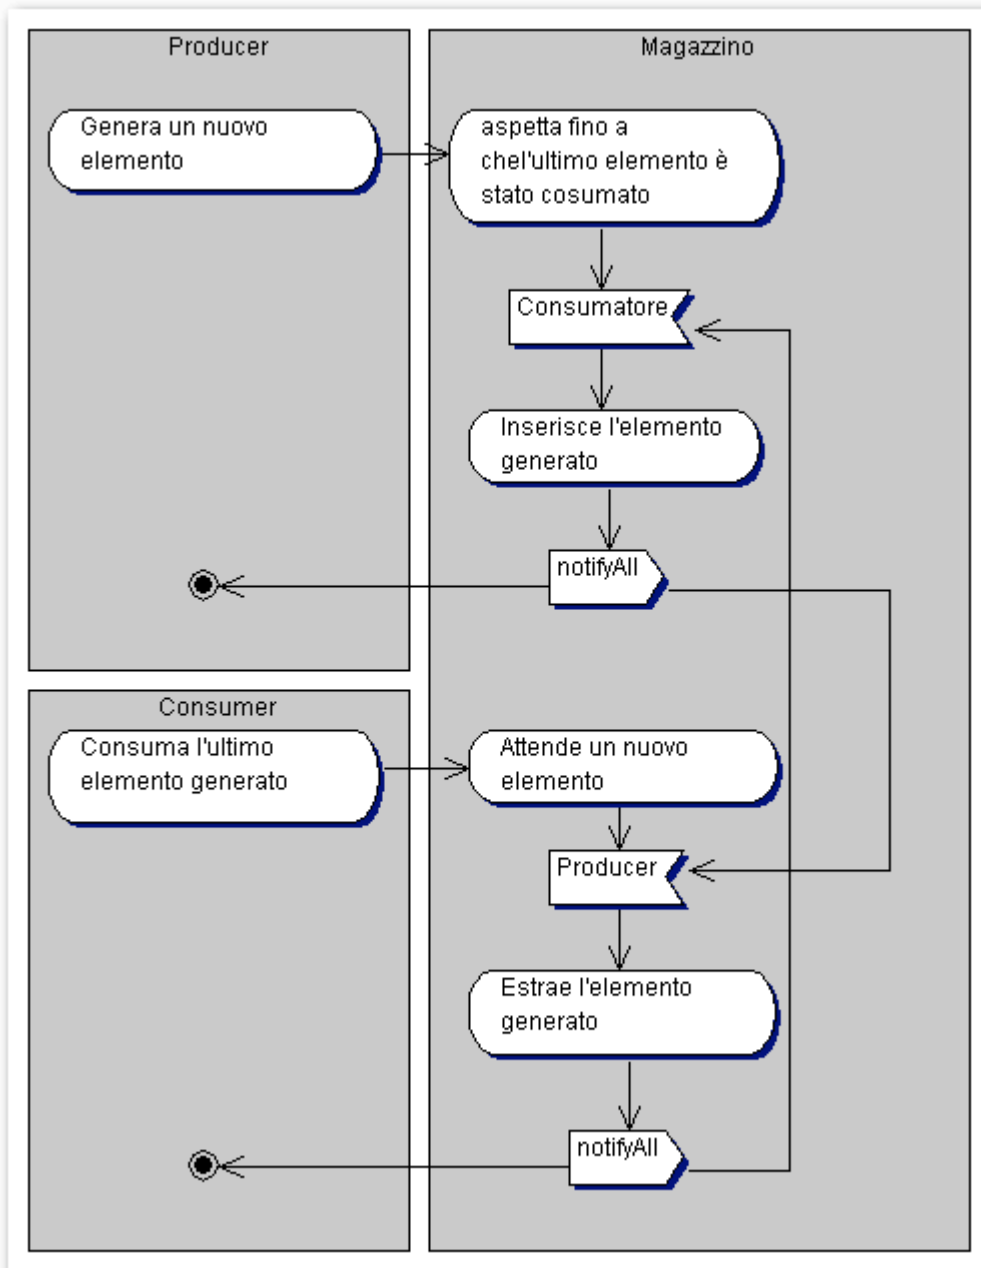 Producer
Genera un nuovo
elemento
Magazzino
aspetta fino a
chel'ultimo elemento è
stato cosumato
Consumatore
Inserisce l'elemento
generato
notifyAll
Consumer
Consuma l'ultimo
elemento generato
Attende un nuovo
elemento
Producer
Estrae l'elemento
generato
notifyAll